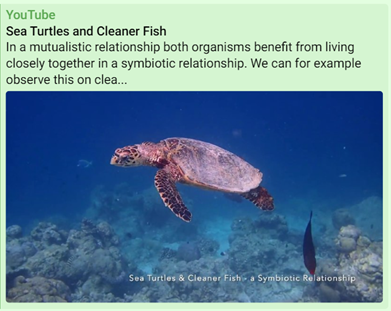 YouTube
Sea Turtles and Cleaner Fish
In a mutualistic relationship both organisms benefit from living
closely together in a symbiotic relationship. We can for example
observe this on clea...
Sea Turtles & Cleaner Fish - a Symbiotic Relationship